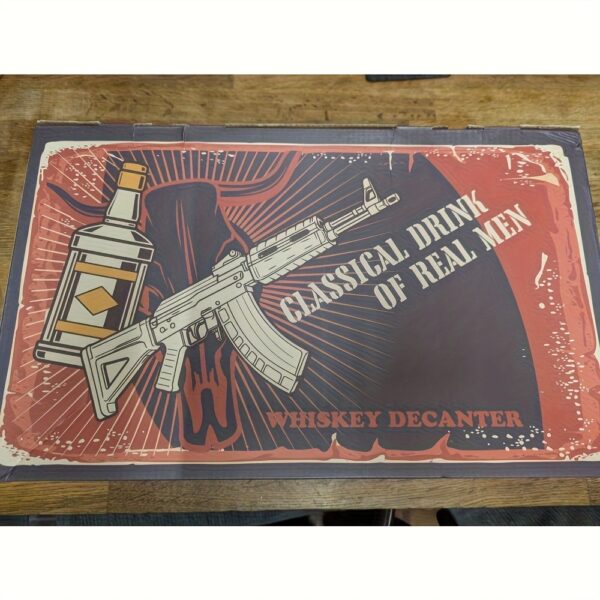 CLASSICAL DRINK
OF REAL MEN
WHISKEY DECANTER